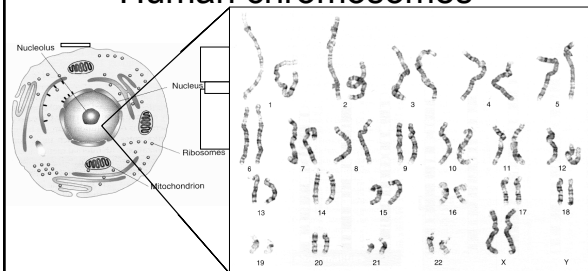 Human chromosomes
Nucleolus
Nucleus
Ribosomes
Mitochondrion
1 2 3 4 5
6 7 8 9 10 11 12
13 14 15 16 17 18
19 20 21 22 X Y